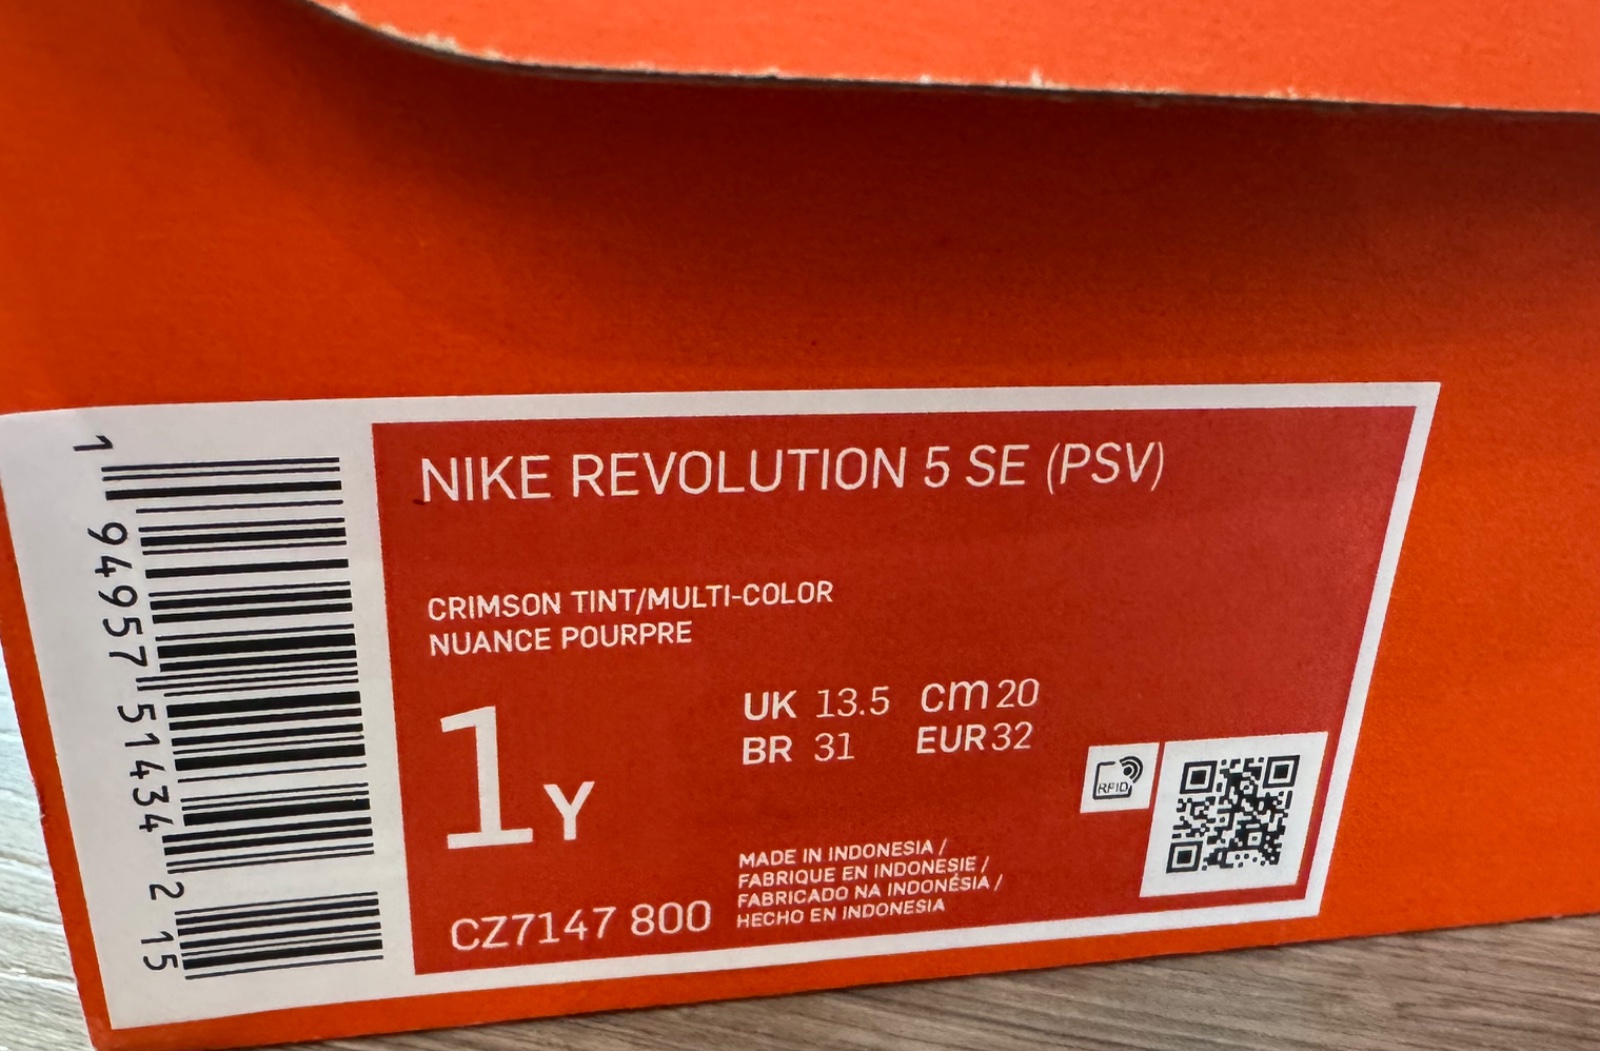 1 94957 51434 2 15
NIKE REVOLUTION 5 SE (PSV)
CRIMSON TINT/MULTI-COLOR
NUANCE POURPRE
1Y
UK 13.5 cm 20
BR 31 EUR 32
RFID
MADE IN INDONESIA /
FABRIQUE EN INDONESIE /
FABRICADO NA INDONÉSIA /
HECHO EN INDONESIA
CZ7147 800